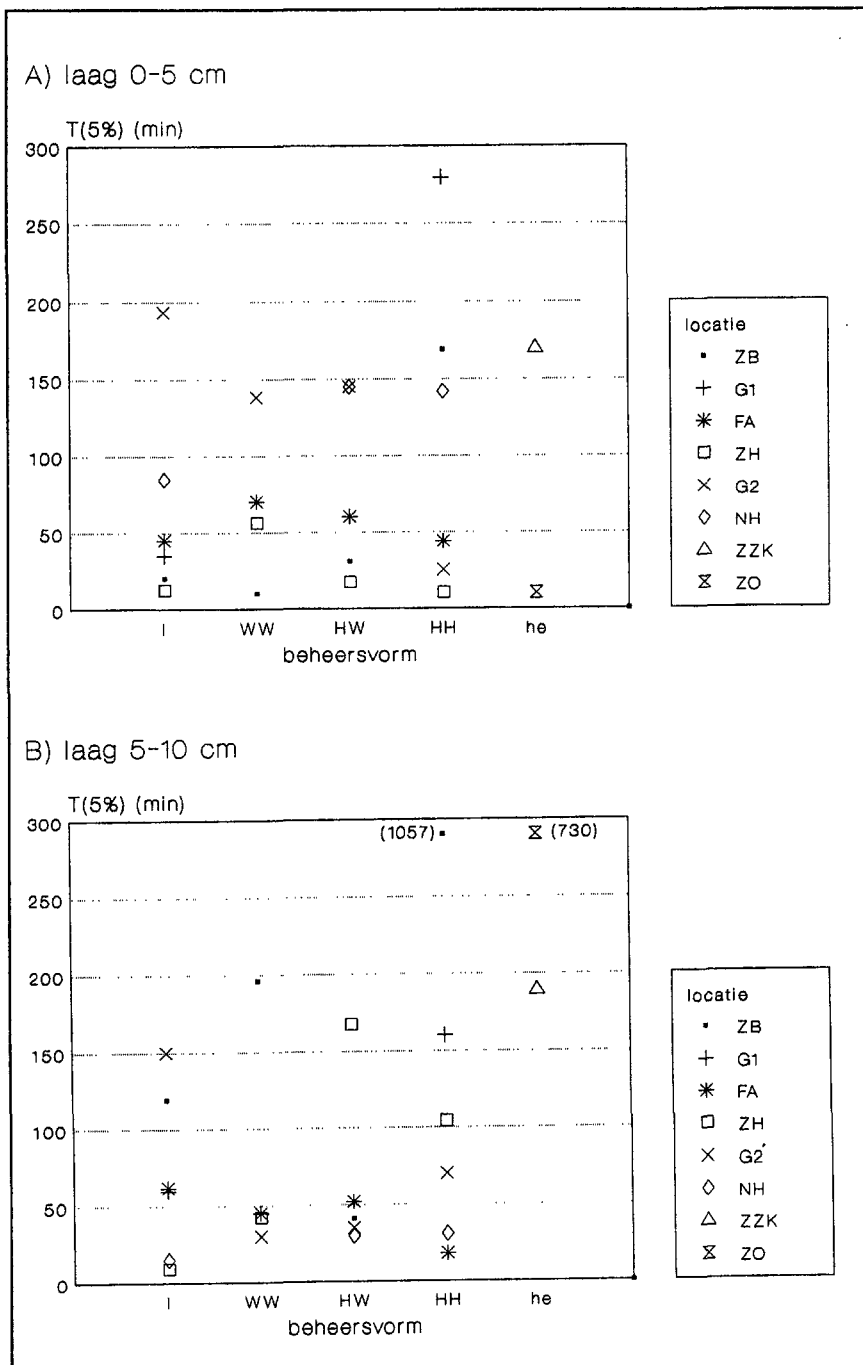 A) laag 0-5 cm
T(5%) (min)
300
250
200
150
100
50
0
I WW HW HH he
beheersvorm
locatie
ZB
G1
FA
ZH
G2
NH
ZZK
ZO
B) laag 5-10 cm
T(5%) (min)
300
250
200
150
100
50
0
(1057) (730)
I WW HW HH he
beheersvorm
locatie
ZB
G1
FA
ZH
G2
NH
ZZK
ZO